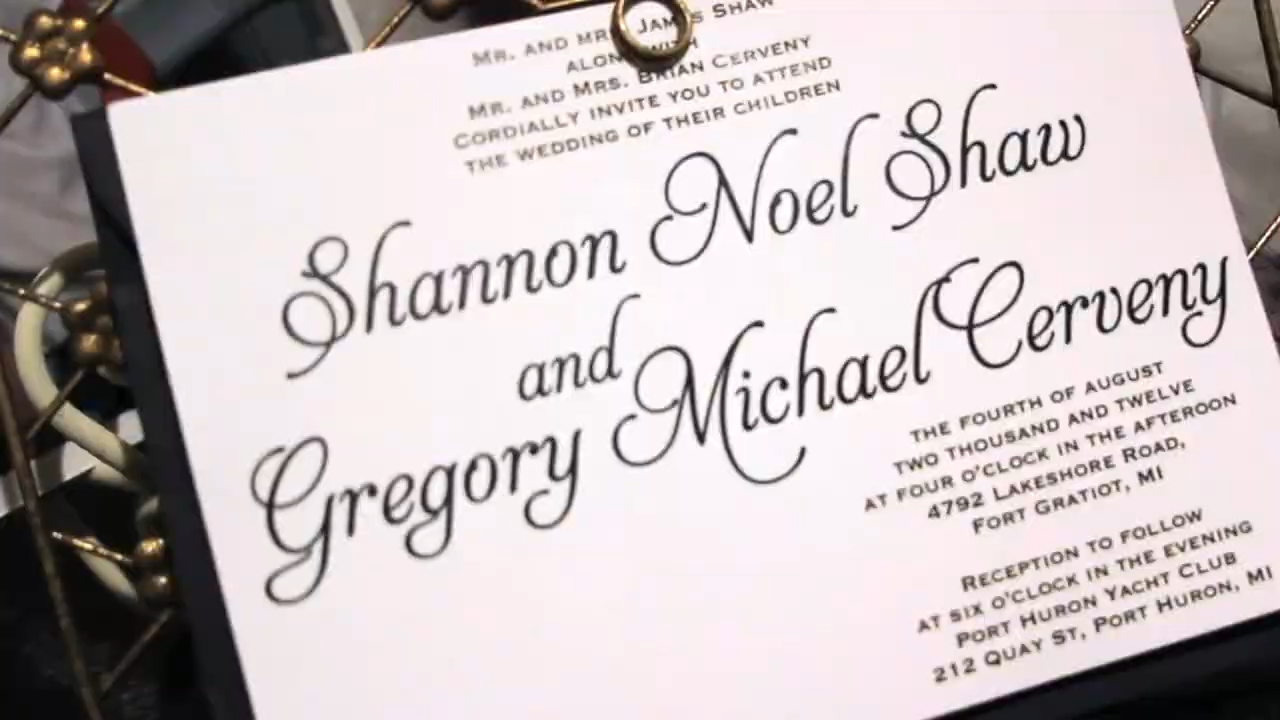 Mr. and Mrs. James Shaw
along with
Mr. and Mrs. Brian Cerveny
cordially invite you to attend
the wedding of their children
Shannon Noel Shaw
and
Gregory Michael Cerveny
the fourth of August
two thousand and twelve
at four o'clock in the afteroon
4792 Lakeshore Road,
Fort Gratiot, MI
Reception to follow
at six o'clock in the evening
Port Huron Yacht Club
212 Quay St, Port Huron, MI